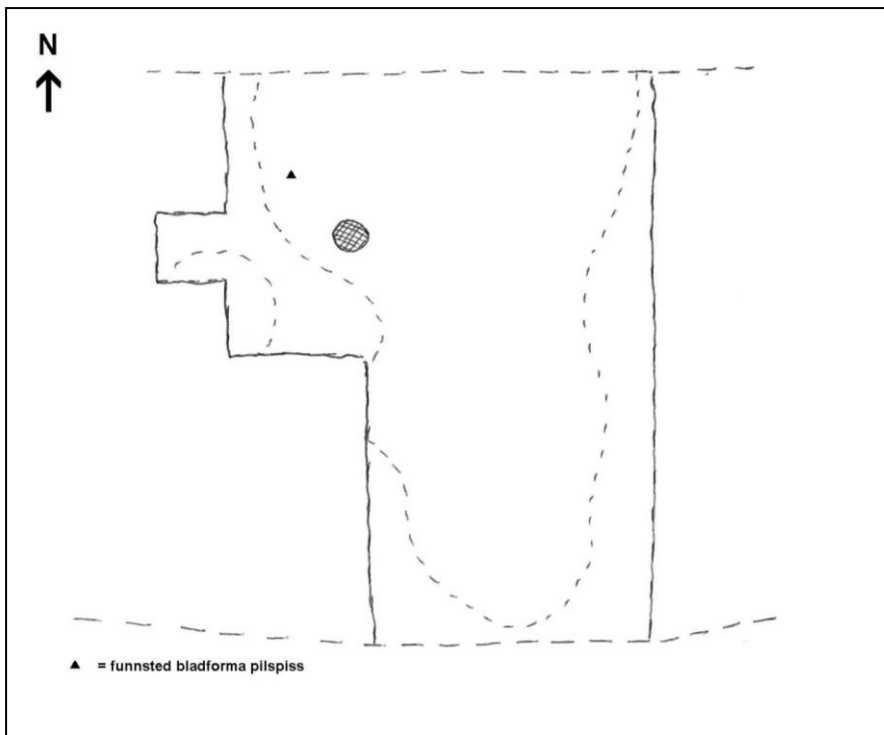 N
▲ = funnsted bladforma pilspiss